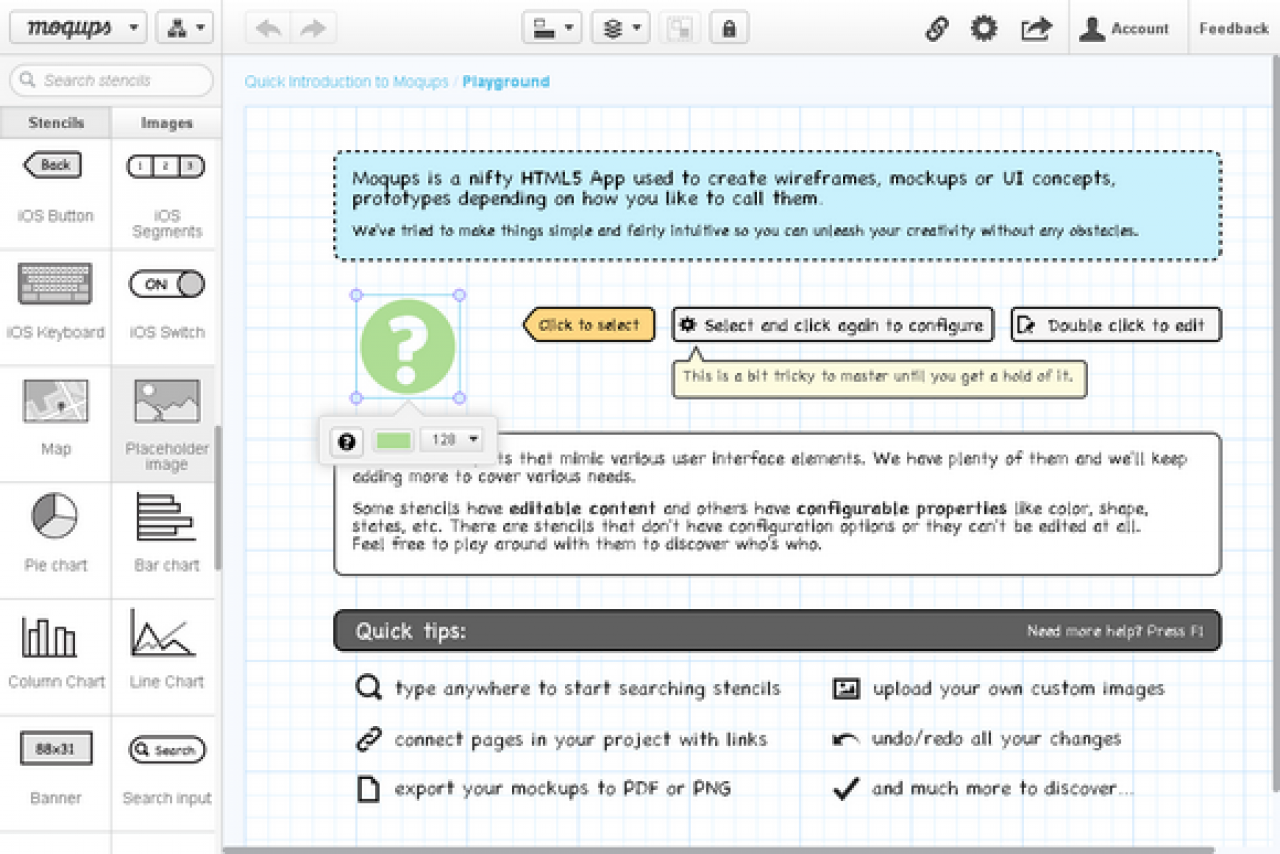 moqups
Account
Feedback
Search stencils
Quick Introduction to Moqups / Playground
Stencils
Images
Back
1 2 3
iOS Button
iOS
Segments
ON
iOS Keyboard
iOS Switch
Map
Placeholder
image
Pie chart
Bar chart
Column Chart
Line Chart
88x31
Search
Banner
Search input
Moqups is a nifty HTML5 App used to create wireframes, mockups or UI concepts,
prototypes depending on how you like to call them.
We've tried to make things simple and fairly intuitive so you can unleash your creativity without any obstacles.
?
Click to select
Select and click again to configure
Double click to edit
This is a bit tricky to master until you get a hold of it.
?
128
ts that mimic various user interface elements. We have plenty of them and we'll keep
adding more to cover various needs.
Some stencils have editable content and others have configurable properties like color, shape,
states, etc. There are stencils that don't have configuration options or they can't be edited at all.
Feel free to play around with them to discover who's who.
Quick tips:
Need more help? Press F1
type anywhere to start searching stencils
upload your own custom images
connect pages in your project with links
undo/redo all your changes
export your mockups to PDF or PNG
and much more to discover...